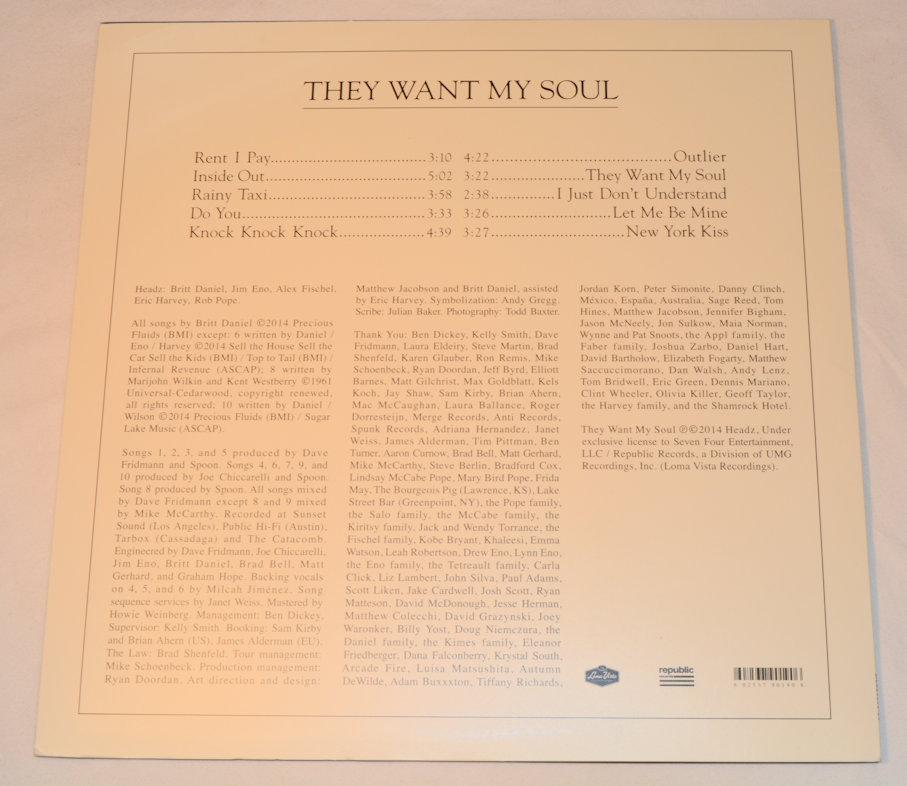 THEY WANT MY SOUL
Rent I Pay........................................3:10 4:22........................................Outlier
Inside Out........................................5:02 3:22.....................They Want My Soul
Rainy Taxi.......................................3:58 2:38..............I Just Don't Understand
Do You...........................................3:33 3:26...........................Let Me Be Mine
Knock Knock Knock...................4:39 3:27..............................New York Kiss
Headz: Britt Daniel, Jim Eno, Alex Fischel,
Eric Harvey, Rob Pope.
All songs by Britt Daniel ©2014 Precious
Fluids (BMI) except: 6 written by Daniel /
Eno / Harvey ©2014 Sell the House Sell the
Car Sell the Kids (BMI) / Top to Tail (BMI) /
Infernal Revenue (ASCAP); 8 written by
Marijohn Wilkin and Kent Westberry ©1961
Universal-Cedarwood, copyright renewed,
all rights reserved; 10 written by Daniel /
Wilson ©2014 Precious Fluids (BMI) / Sugar
Lake Music (ASCAP).
Songs 1, 2, 3, and 5 produced by Dave
Fridmann and Spoon. Songs 4, 6, 7, 9, and
10 produced by Joe Chiccarelli and Spoon.
Song 8 produced by Spoon. All songs mixed
by Dave Fridmann except 8 and 9 mixed
by Mike McCarthy. Recorded at Sunset
Sound (Los Angeles), Public Hi-Fi (Austin),
Tarbox (Cassadaga) and The Catacomb.
Engineered by Dave Fridmann, Joe Chiccarelli,
Jim Eno, Britt Daniel, Brad Bell, Matt
Gerhard, and Graham Hope. Backing vocals
on 4, 5, and 6 by Milcah Jiménez. Song
sequence services by Janet Weiss. Mastered by
Howie Weinberg. Management: Ben Dickey,
Supervisor: Kelly Smith. Booking: Sam Kirby
and Brian Ahern (US), James Alderman (EU).
The Law: Brad Shenfeld. Tour management:
Mike Schoenbeck. Production management:
Ryan Doordan. Art direction and design:
Matthew Jacobson and Britt Daniel, assisted
by Eric Harvey. Symbolization: Andy Gregg.
Scribe: Julian Baker. Photography: Todd Baxter.
Thank You: Ben Dickey, Kelly Smith, Dave
Fridmann, Laura Eldeiry, Steve Martin, Brad
Shenfeld, Karen Glauber, Ron Remis, Mike
Schoenbeck, Ryan Doordan, Jeff Byrd, Elliott
Barnes, Matt Gilchrist, Max Goldblatt, Kels
Koch, Jay Shaw, Sam Kirby, Brian Ahern,
Mac McCaughan, Laura Ballance, Roger
Dorresteijn, Merge Records, Anti Records,
Spunk Records, Adriana Hernandez, Janet
Weiss, James Alderman, Tim Pittman, Ben
Turner, Aaron Curnow, Brad Bell, Matt Gerhard,
Mike McCarthy, Steve Berlin, Bradford Cox,
Lindsay McCabe Pope, Mary Bird Pope, Frida
May, The Bourgeois Pig (Lawrence, KS), Lake
Street Bar (Greenpoint, NY), the Pope family,
the Salo family, the McCabe family, the
Kiritsy family, Jack and Wendy Torrance, the
Fischel family, Kobe Bryant, Khaleesi, Emma
Watson, Leah Robertson, Drew Eno, Lynn Eno,
the Eno family, the Tetreault family, Carla
Click, Liz Lambert, John Silva, Paul Adams,
Scott Liken, Jake Cardwell, Josh Scott, Ryan
Matteson, David McDonough, Jesse Herman,
Matthew Colecchi, David Grazynski, Joey
Waronker, Billy Yost, Doug Niemczura, the
Daniel family, the Kimes family, Eleanor
Friedberger, Dana Falconberry, Krystal South,
Arcade Fire, Luisa Matsushita, Autumn
DeWilde, Adam Buxxxton, Tiffany Richards,
Jordan Korn, Peter Simonite, Danny Clinch,
México, España, Australia, Sage Reed, Tom
Hines, Matthew Jacobson, Jennifer Bigham,
Jason McNeely, Jon Sulkow, Maia Norman,
Wynne and Pat Snoots, the Appl family, the
Faber family, Joshua Zarbo, Daniel Hart,
David Bartholow, Elizabeth Fogarty, Matthew
Saccuccimorano, Dan Walsh, Andy Lenz,
Tom Bridwell, Eric Green, Dennis Mariano,
Clint Wheeler, Olivia Killer, Geoff Taylor,
the Harvey family, and the Shamrock Hotel.
They Want My Soul ℗©2014 Headz, Under
exclusive license to Seven Four Entertainment,
LLC / Republic Records, a Division of UMG
Recordings, Inc. (Loma Vista Recordings).
Loma Vista
republic